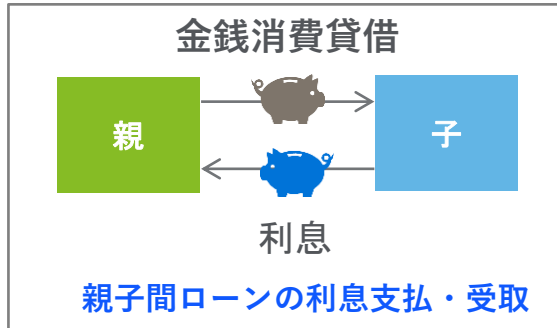 金銭消費貸借
親
子
利息
親子間ローンの利息支払・受取